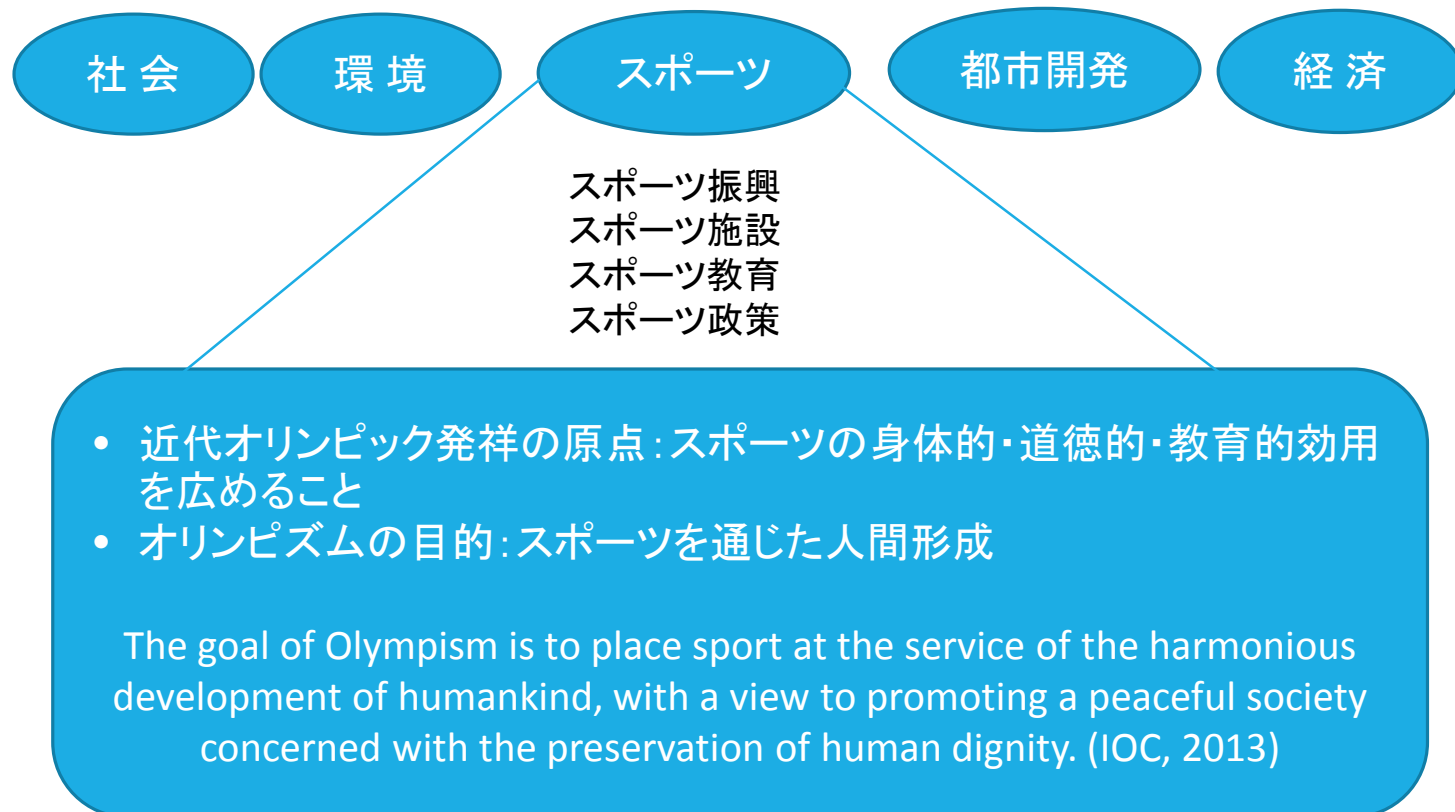 社 会
環 境
スポーツ
都市開発
経 済
スポーツ振興
スポーツ施設
スポーツ教育
スポーツ政策
• 近代オリンピック発祥の原点：スポーツの身体的・道徳的・教育的効用
を広めること
• オリンピズムの目的：スポーツを通じた人間形成
The goal of Olympism is to place sport at the service of the harmonious
development of humankind, with a view to promoting a peaceful society
concerned with the preservation of human dignity. (IOC, 2013)